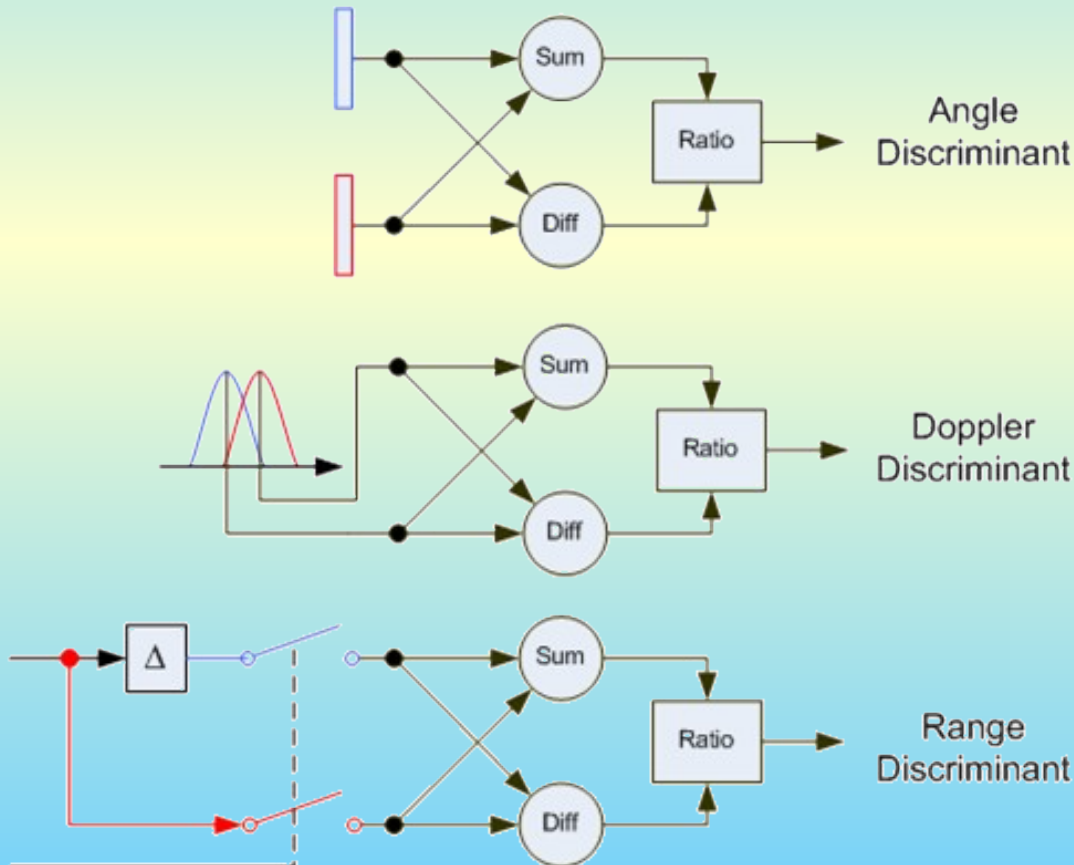 Sum
Ratio
Diff
Angle
Discriminant
Sum
Ratio
Diff
Doppler
Discriminant
Δ
Sum
Ratio
Diff
Range
Discriminant